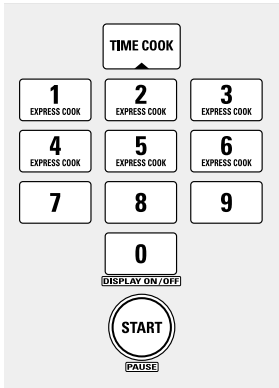 TIME COOK
1 2 3
EXPRESS COOK EXPRESS COOK EXPRESS COOK
4 5 6
EXPRESS COOK EXPRESS COOK EXPRESS COOK
7 8 9
0
DISPLAY ON/OFF
START
PAUSE